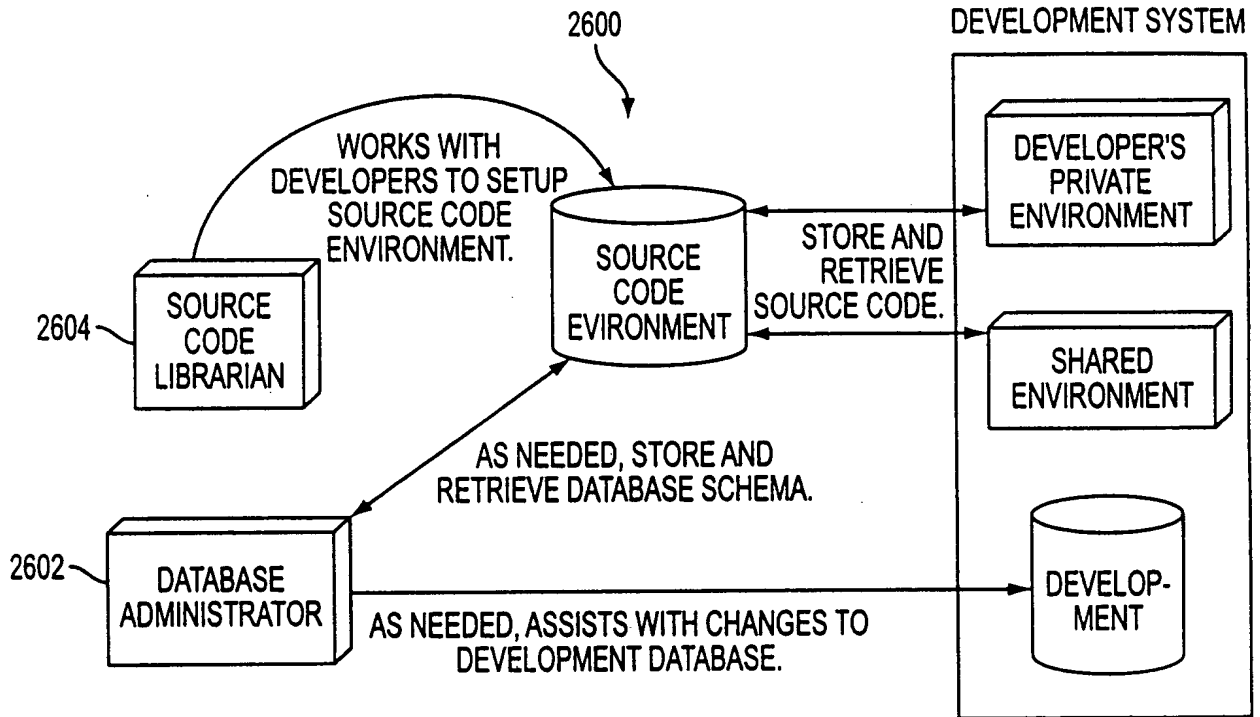 2600
DEVELOPMENT SYSTEM
WORKS WITH
DEVELOPERS TO SETUP
SOURCE CODE
ENVIRONMENT.
SOURCE
CODE
EVIRONMENT
DEVELOPER'S
PRIVATE
ENVIRONMENT
STORE AND
RETRIEVE
SOURCE CODE.
2604
SOURCE
CODE
LIBRARIAN
SHARED
ENVIRONMENT
AS NEEDED, STORE AND
RETRIEVE DATABASE SCHEMA.
2602
DATABASE
ADMINISTRATOR
DEVELOP-
MENT
AS NEEDED, ASSISTS WITH CHANGES TO
DEVELOPMENT DATABASE.